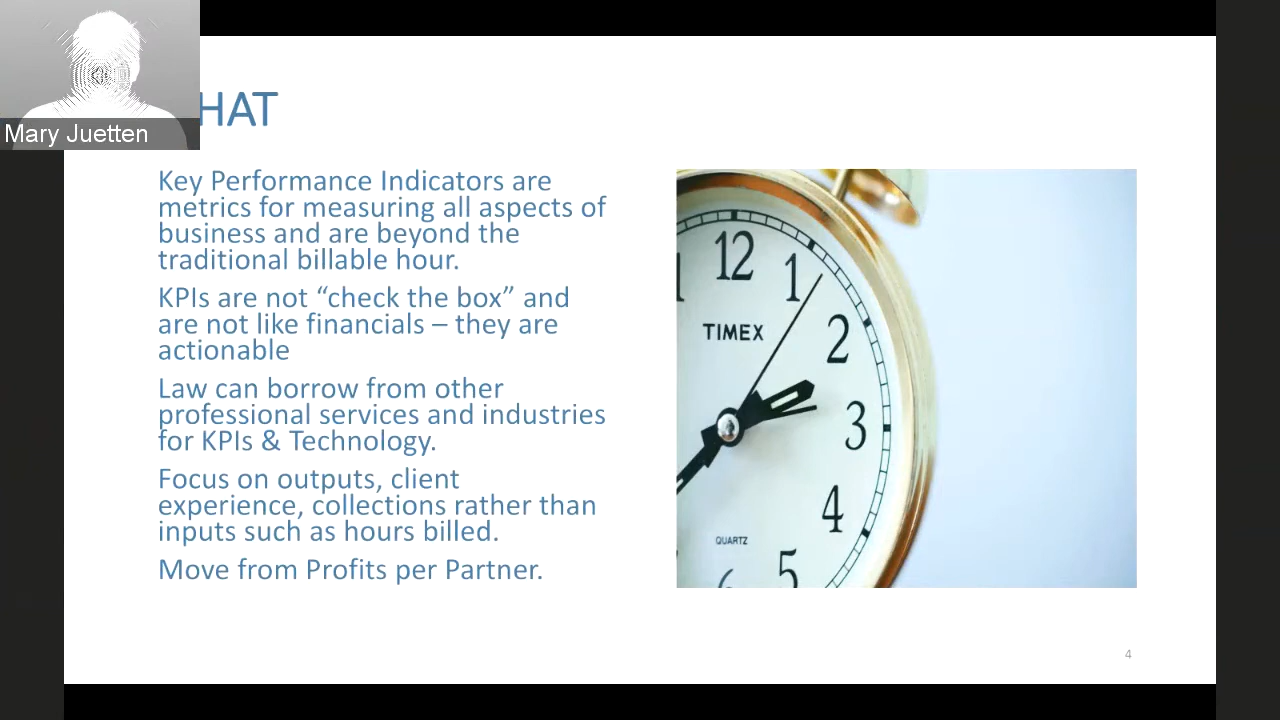 Mary Juetten
HAT
Key Performance Indicators are
metrics for measuring all aspects of
business and are beyond the
traditional billable hour.
KPIs are not “check the box” and
are not like financials – they are
actionable
Law can borrow from other
professional services and industries
for KPIs & Technology.
Focus on outputs, client
experience, collections rather than
inputs such as hours billed.
Move from Profits per Partner.
12
1
2
TIMEX
3
4
QUARTZ
5
6
4